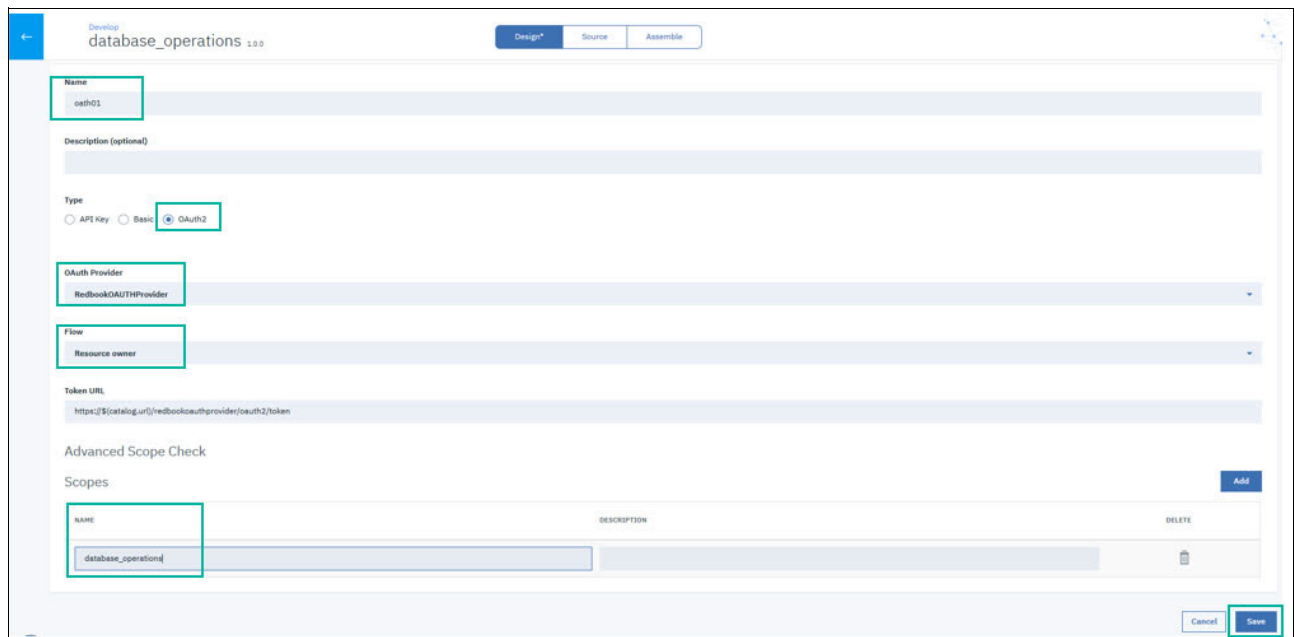 Develop
database_operations 1.0.0
Design* Source Assemble
Name
oath01
Description (optional)
Type
API Key Basic OAuth2
OAuth Provider
RedbookOAUTHProvider
Flow
Resource owner
Token URL
https://$(catalog.url)/redbookoauthprovider/oauth2/token
Advanced Scope Check
Scopes Add
NAME DESCRIPTION DELETE
database_operations
Cancel Save